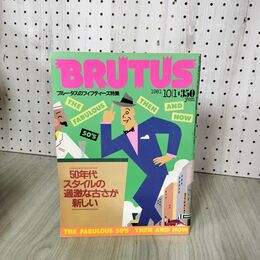 BRUTUS
ブルータスのフィフティーズ特集
1981 10/1 ¥350
yen
THE FABULOUS
50'S
THEN AND
NOW
50年代
スタイルの
過激な古さが
新しい
THE FABULOUS 50'S THEN AND NOW